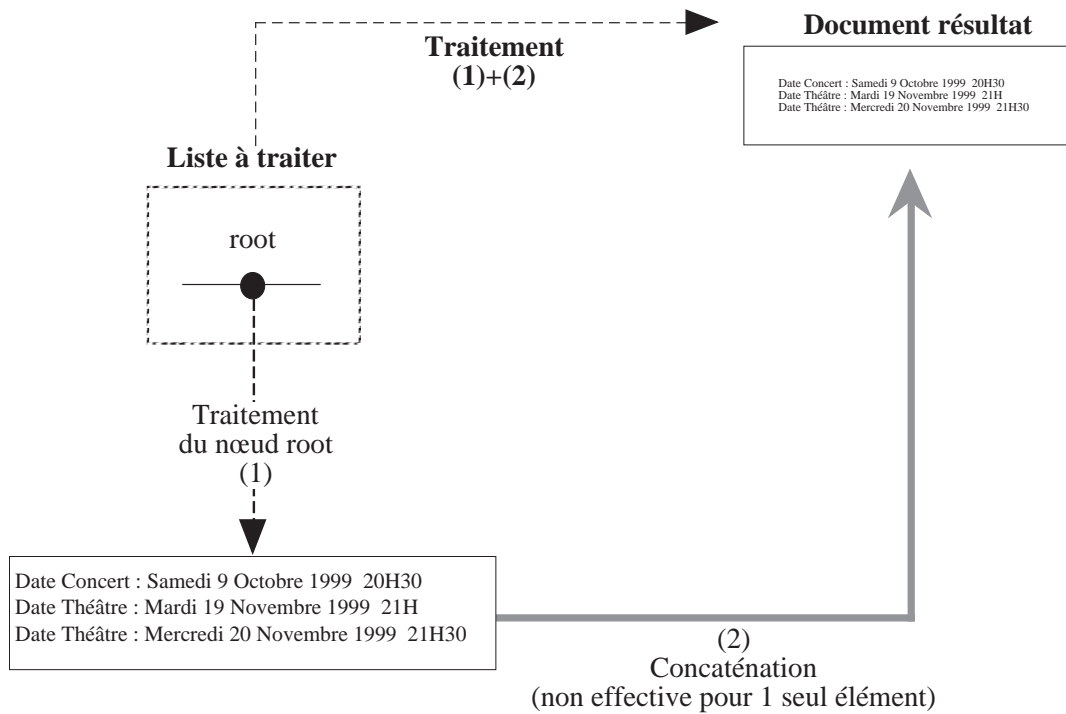 Document résultat
Traitement
(1)+(2)
Date Concert : Samedi 9 Octobre 1999 20H30
Date Théâtre : Mardi 19 Novembre 1999 21H
Date Théâtre : Mercredi 20 Novembre 1999 21H30
Liste à traiter
root
Traitement
du nœud root
(1)
Date Concert : Samedi 9 Octobre 1999 20H30
Date Théâtre : Mardi 19 Novembre 1999 21H
Date Théâtre : Mercredi 20 Novembre 1999 21H30
(2)
Concaténation
(non effective pour 1 seul élément)